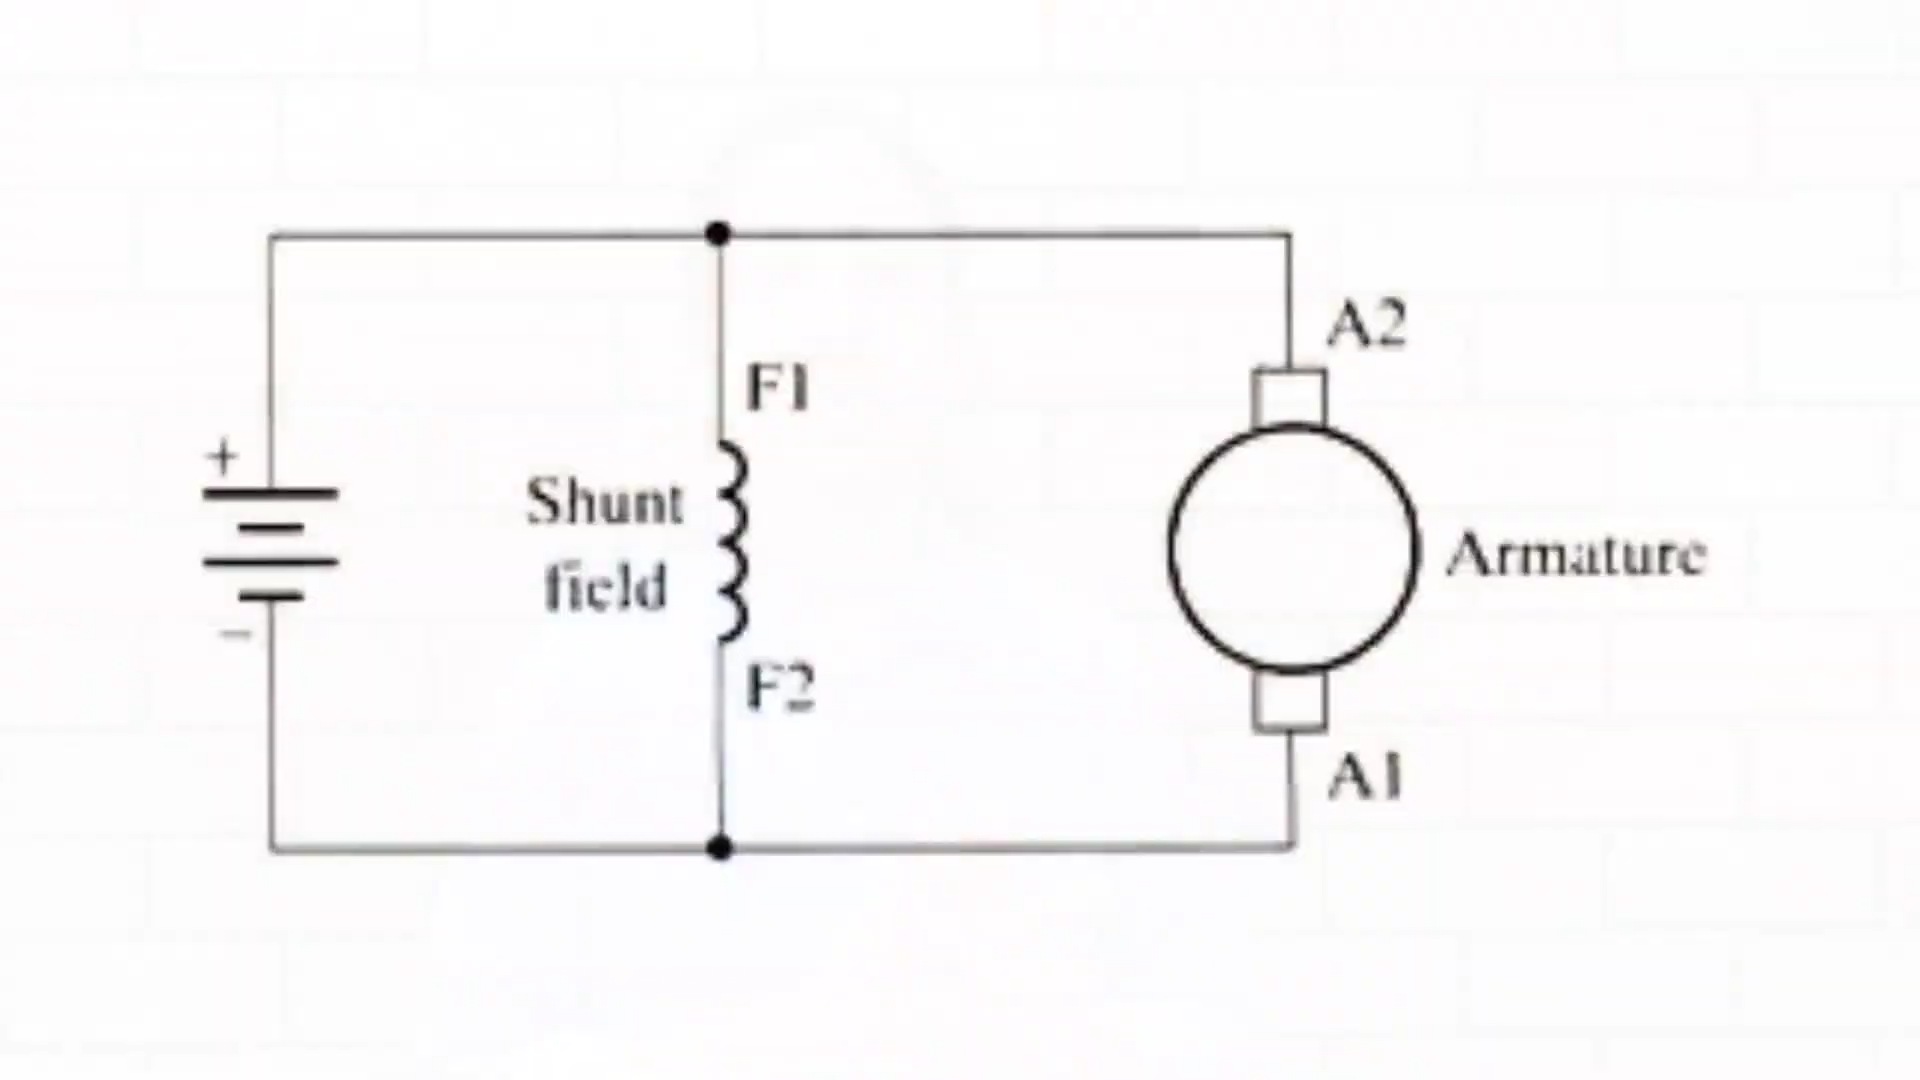 A2
F1
+
Shunt
field
Armature
−
F2
A1